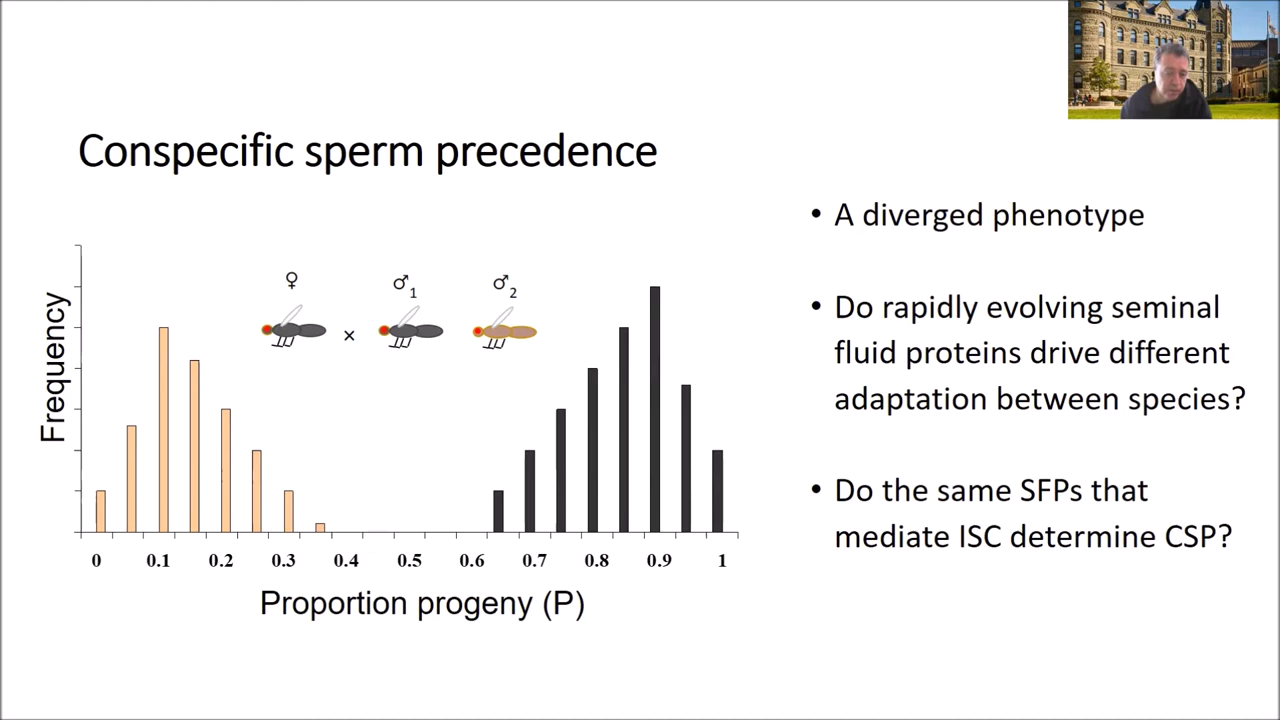 Conspecific sperm precedence
Frequency
♀
♂1
♂2
×
0 0.1 0.2 0.3 0.4 0.5 0.6 0.7 0.8 0.9 1
Proportion progeny (P)
• A diverged phenotype
• Do rapidly evolving seminal
fluid proteins drive different
adaptation between species?
• Do the same SFPs that
mediate ISC determine CSP?